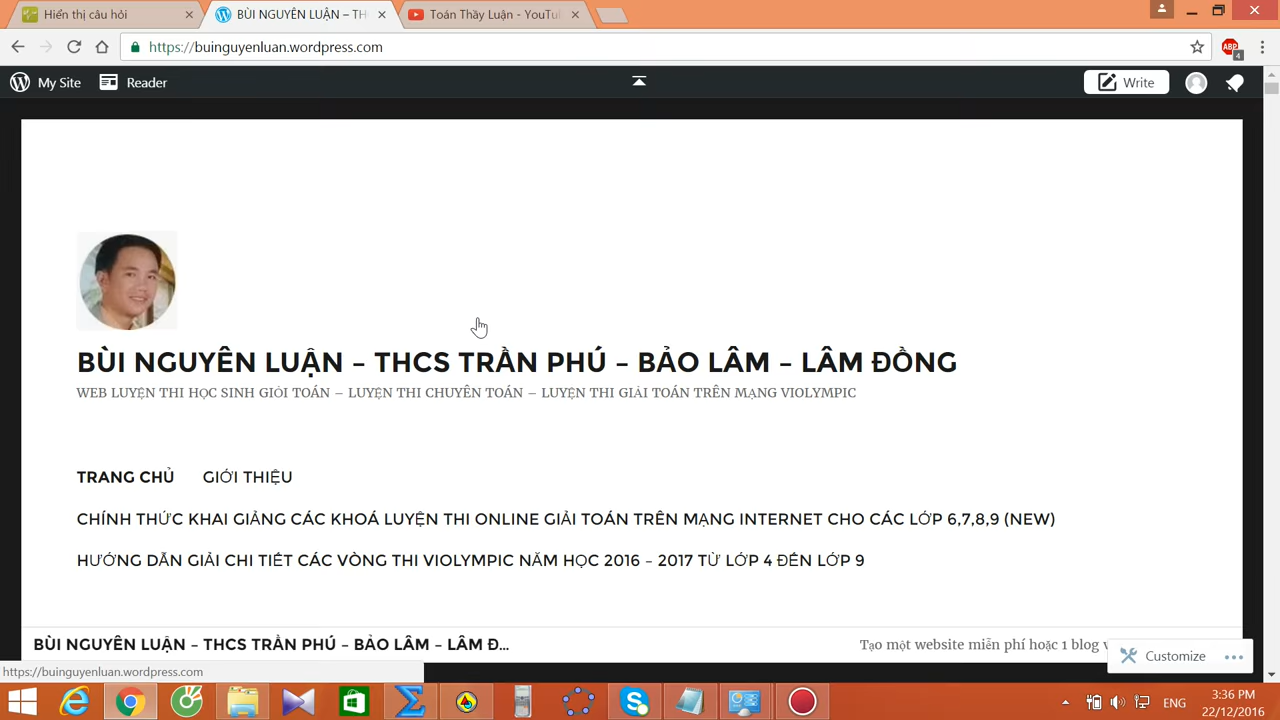 Hiển thị câu hỏi
BÙI NGUYÊN LUẬN – TH
Toán Thầy Luận - YouTu
https://buinguyenluan.wordpress.com
ABP
4
My Site
Reader
Write
BÙI NGUYÊN LUẬN – THCS TRẦN PHÚ – BẢO LÂM – LÂM ĐỒNG
WEB LUYỆN THI HỌC SINH GIỎI TOÁN – LUYỆN THI CHUYÊN TOÁN – LUYỆN THI GIẢI TOÁN TRÊN MẠNG VIOLYMPIC
TRANG CHỦ
GIỚI THIỆU
CHÍNH THỨC KHAI GIẢNG CÁC KHOÁ LUYỆN THI ONLINE GIẢI TOÁN TRÊN MẠNG INTERNET CHO CÁC LỚP 6,7,8,9 (NEW)
HƯỚNG DẪN GIẢI CHI TIẾT CÁC VÒNG THI VIOLYMPIC NĂM HỌC 2016 – 2017 TỪ LỚP 4 ĐẾN LỚP 9
BÙI NGUYÊN LUẬN – THCS TRẦN PHÚ – BẢO LÂM – LÂM Đ...
Tạo một website miễn phí hoặc 1 blog v
Customize
https://buinguyenluan.wordpress.com
ENG
3:36 PM
22/12/2016